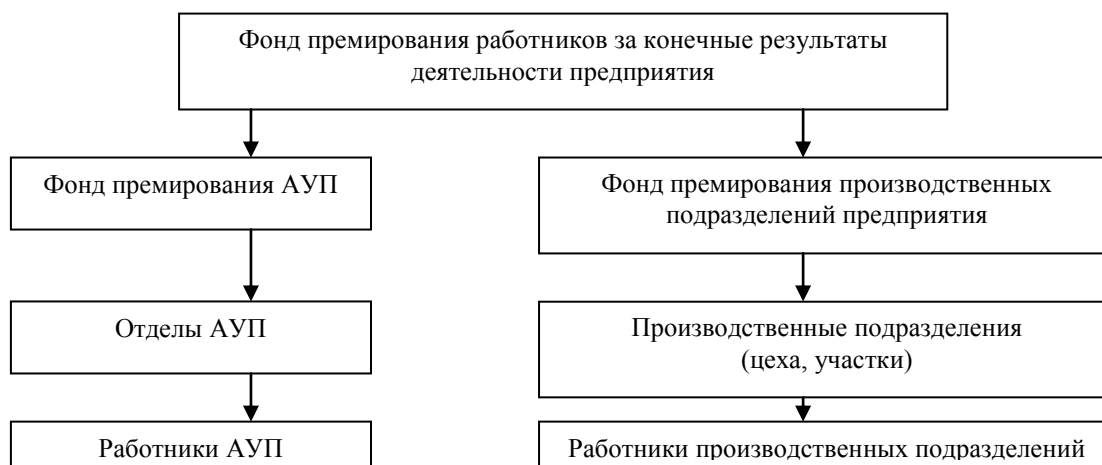 Фонд премирования работников за конечные результаты
деятельности предприятия
Фонд премирования АУП
Фонд премирования производственных
подразделений предприятия
Отделы АУП
Производственные подразделения
(цеха, участки)
Работники АУП
Работники производственных подразделений